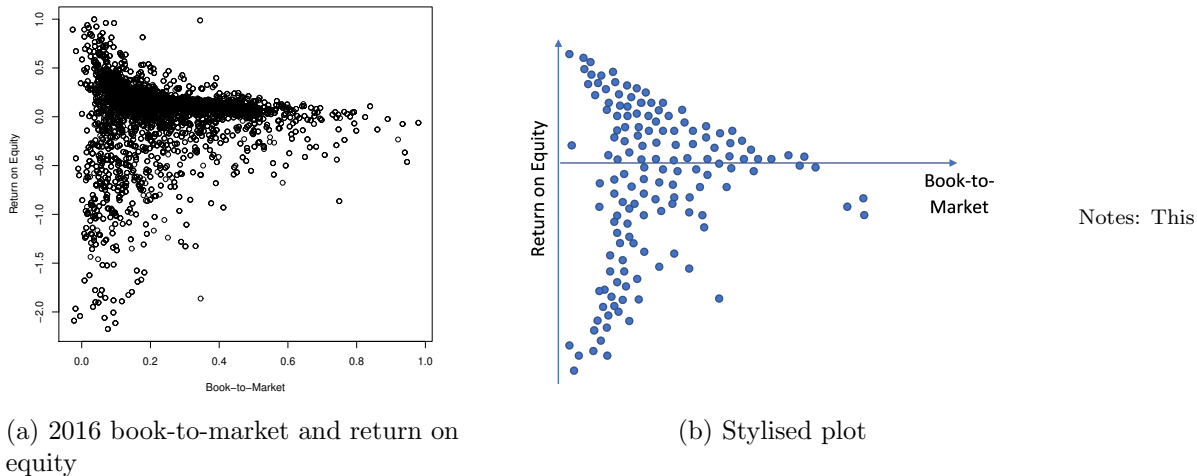 1.0
0.5
0.0
−0.5
−1.0
−1.5
−2.0
Return on Equity
0.0 0.2 0.4 0.6 0.8 1.0
Book−to−Market
(a) 2016 book-to-market and return on
equity
Return on Equity
Book-to-
Market
(b) Stylised plot
Notes: This